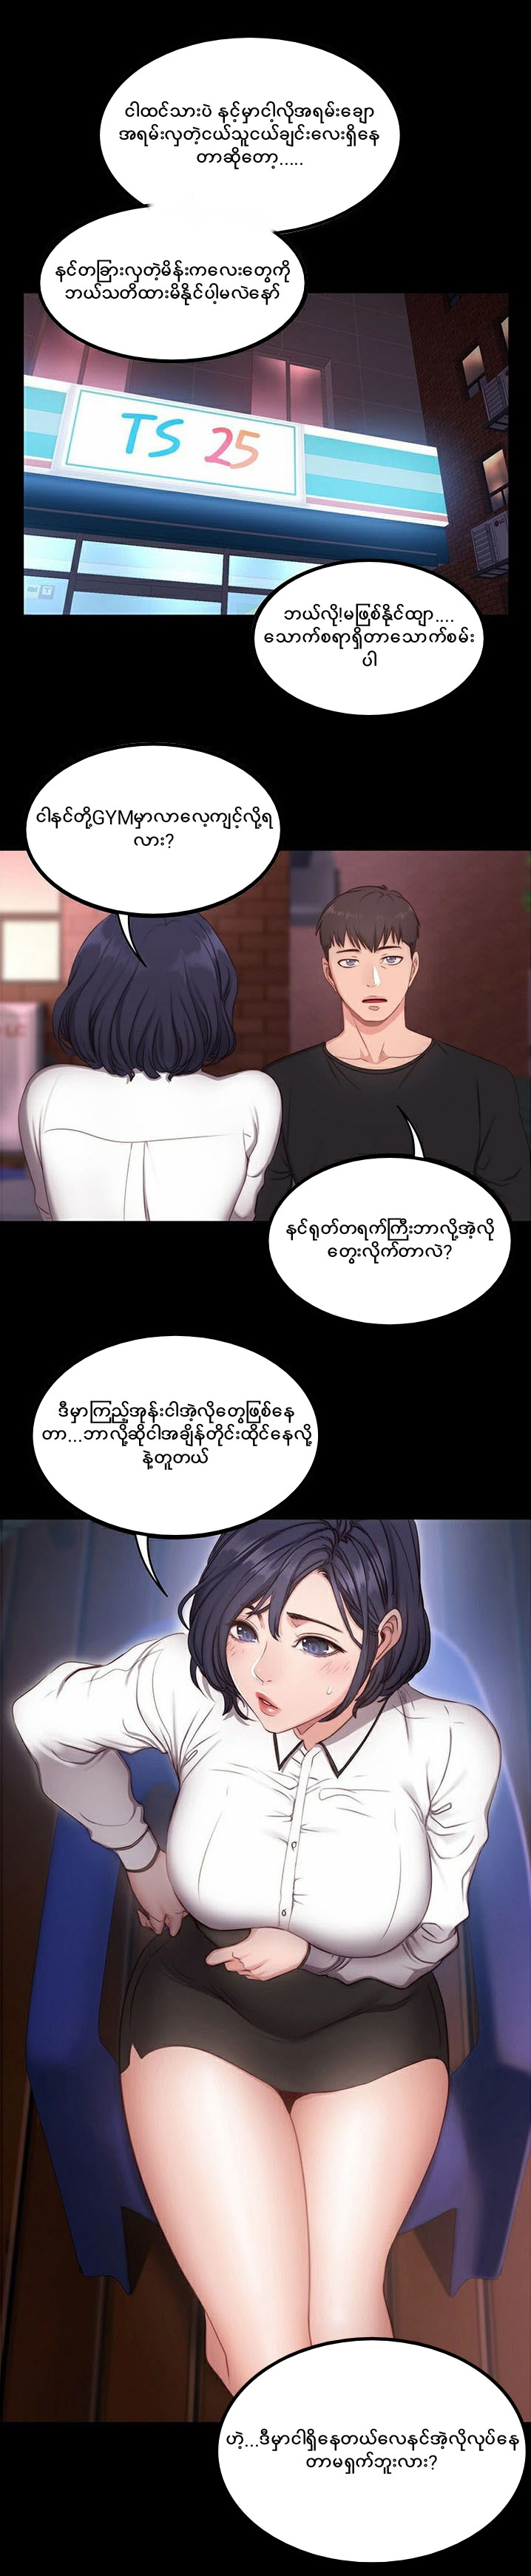 ငါထင်သားပဲ နင့်မှာငါ့လိုအရမ်းချော
အရမ်းလှတဲ့ငယ်သူငယ်ချင်းလေးရှိနေ
တာဆိုတော့.....
နင်တခြားလှတဲ့မိန်းကလေးတွေကို
ဘယ်သတိထားမိနိုင်ပါ့မလဲနော်
TS 25
ဘယ်လို!မဖြစ်နိုင်ထျာ....
သောက်စရာရှိတာသောက်စမ်း
ပါ
ငါနင်တို့GYMမှာလာလေ့ကျင့်လို့ရ
လား?
နင်ရုတ်တရက်ကြီးဘာလို့အဲ့လို
တွေးလိုက်တာလဲ?
ဒီမှာကြည့်အုန်းငါအဲ့လိုတွေဖြစ်နေ
တာ...ဘာလို့ဆိုငါအချိန်တိုင်းထိုင်နေလို့
နဲ့တူတယ်
ဟဲ့...ဒီမှာငါရှိနေတယ်လေနင်အဲ့လိုလုပ်နေ
တာမရှက်ဘူးလား?